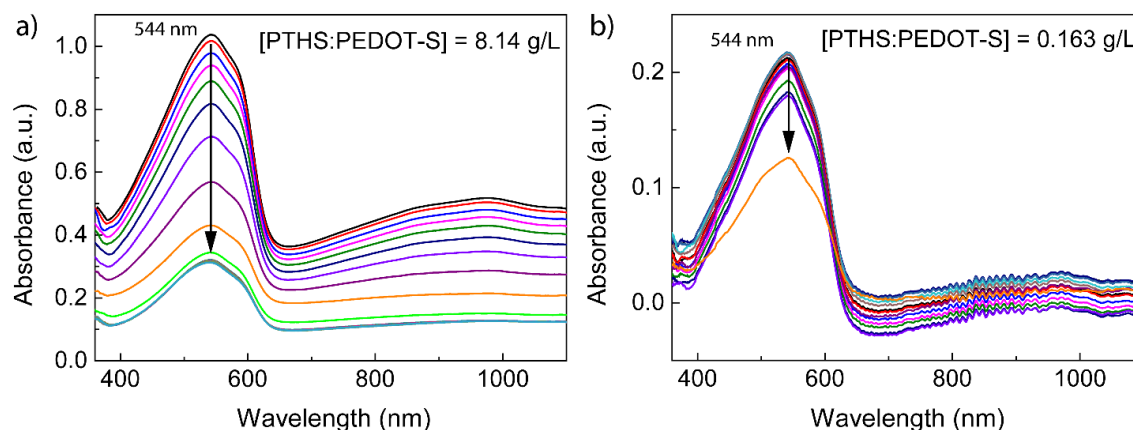 a)
544 nm
[PTHS:PEDOT-S] = 8.14 g/L
1.0
0.8
0.6
0.4
0.2
0.0
Absorbance (a.u.)
400
600
800
1000
Wavelength (nm)
b)
544 nm
[PTHS:PEDOT-S] = 0.163 g/L
0.2
0.1
0.0
Absorbance (a.u.)
400
600
800
1000
Wavelength (nm)